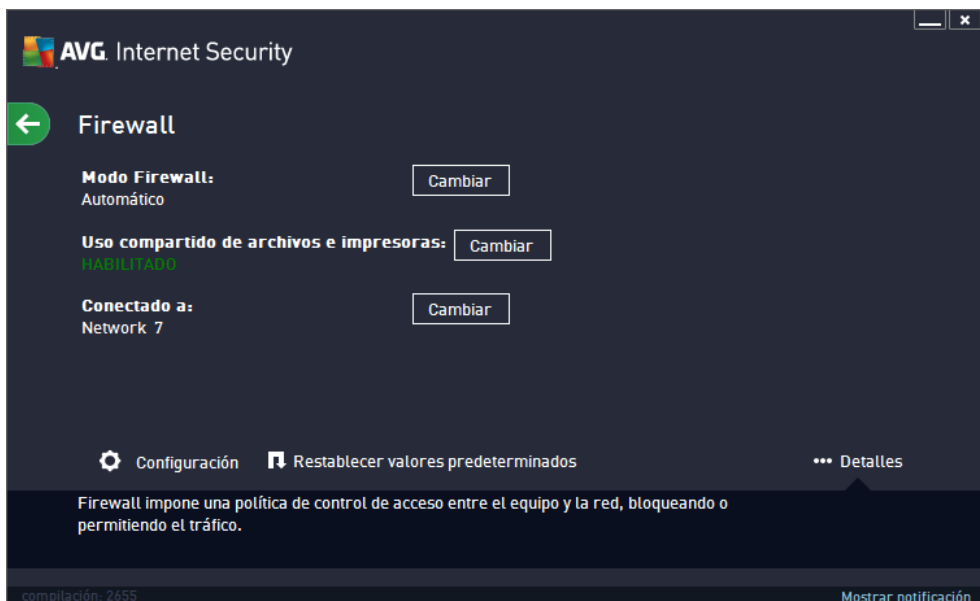 AVG. Internet Security
Firewall
Modo Firewall:
Cambiar
Automático
Uso compartido de archivos e impresoras:
Cambiar
HABILITADO
Conectado a:
Cambiar
Network 7
Configuración
Restablecer valores predeterminados
Detalles
Firewall impone una política de control de acceso entre el equipo y la red, bloqueando o
permitiendo el tráfico.
compilación: 2655
Mostrar notificación